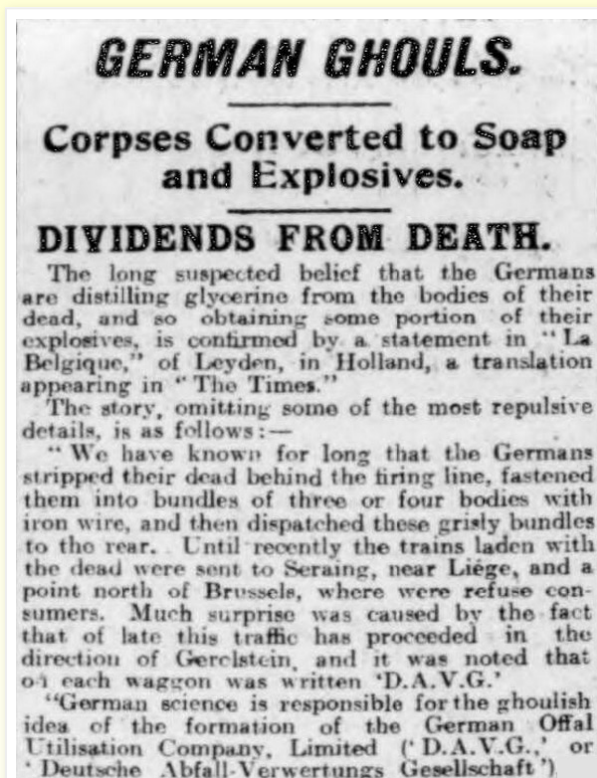 GERMAN GHOULS.
Corpses Converted to Soap
and Explosives.
DIVIDENDS FROM DEATH.
The long suspected belief that the Germans
are distilling glycerine from the bodies of their
dead, and so obtaining some portion of their
explosives, is confirmed by a statement in "La
Belgique," of Leyden, in Holland, a translation
appearing in "The Times."
The story, omitting some of the most repulsive
details, is as follows:—
"We have known for long that the Germans
stripped their dead behind the firing line, fastened
them into bundles of three or four bodies with
iron wire, and then dispatched these grisly bundles
to the rear. Until recently the trains laden with
the dead were sent to Seraing, near Liége, and a
point north of Brussels, where were refuse con-
sumers. Much surprise was caused by the fact
that of late this traffic has proceeded in the
direction of Gerolstein, and it was noted that
on each waggon was written 'D.A.V.G.'
"German science is responsible for the ghoulish
idea of the formation of the German Offal
Utilisation Company, Limited ('D.A.V.G.,' or
'Deutsche Abfall-Verwertungs Gesellschaft')